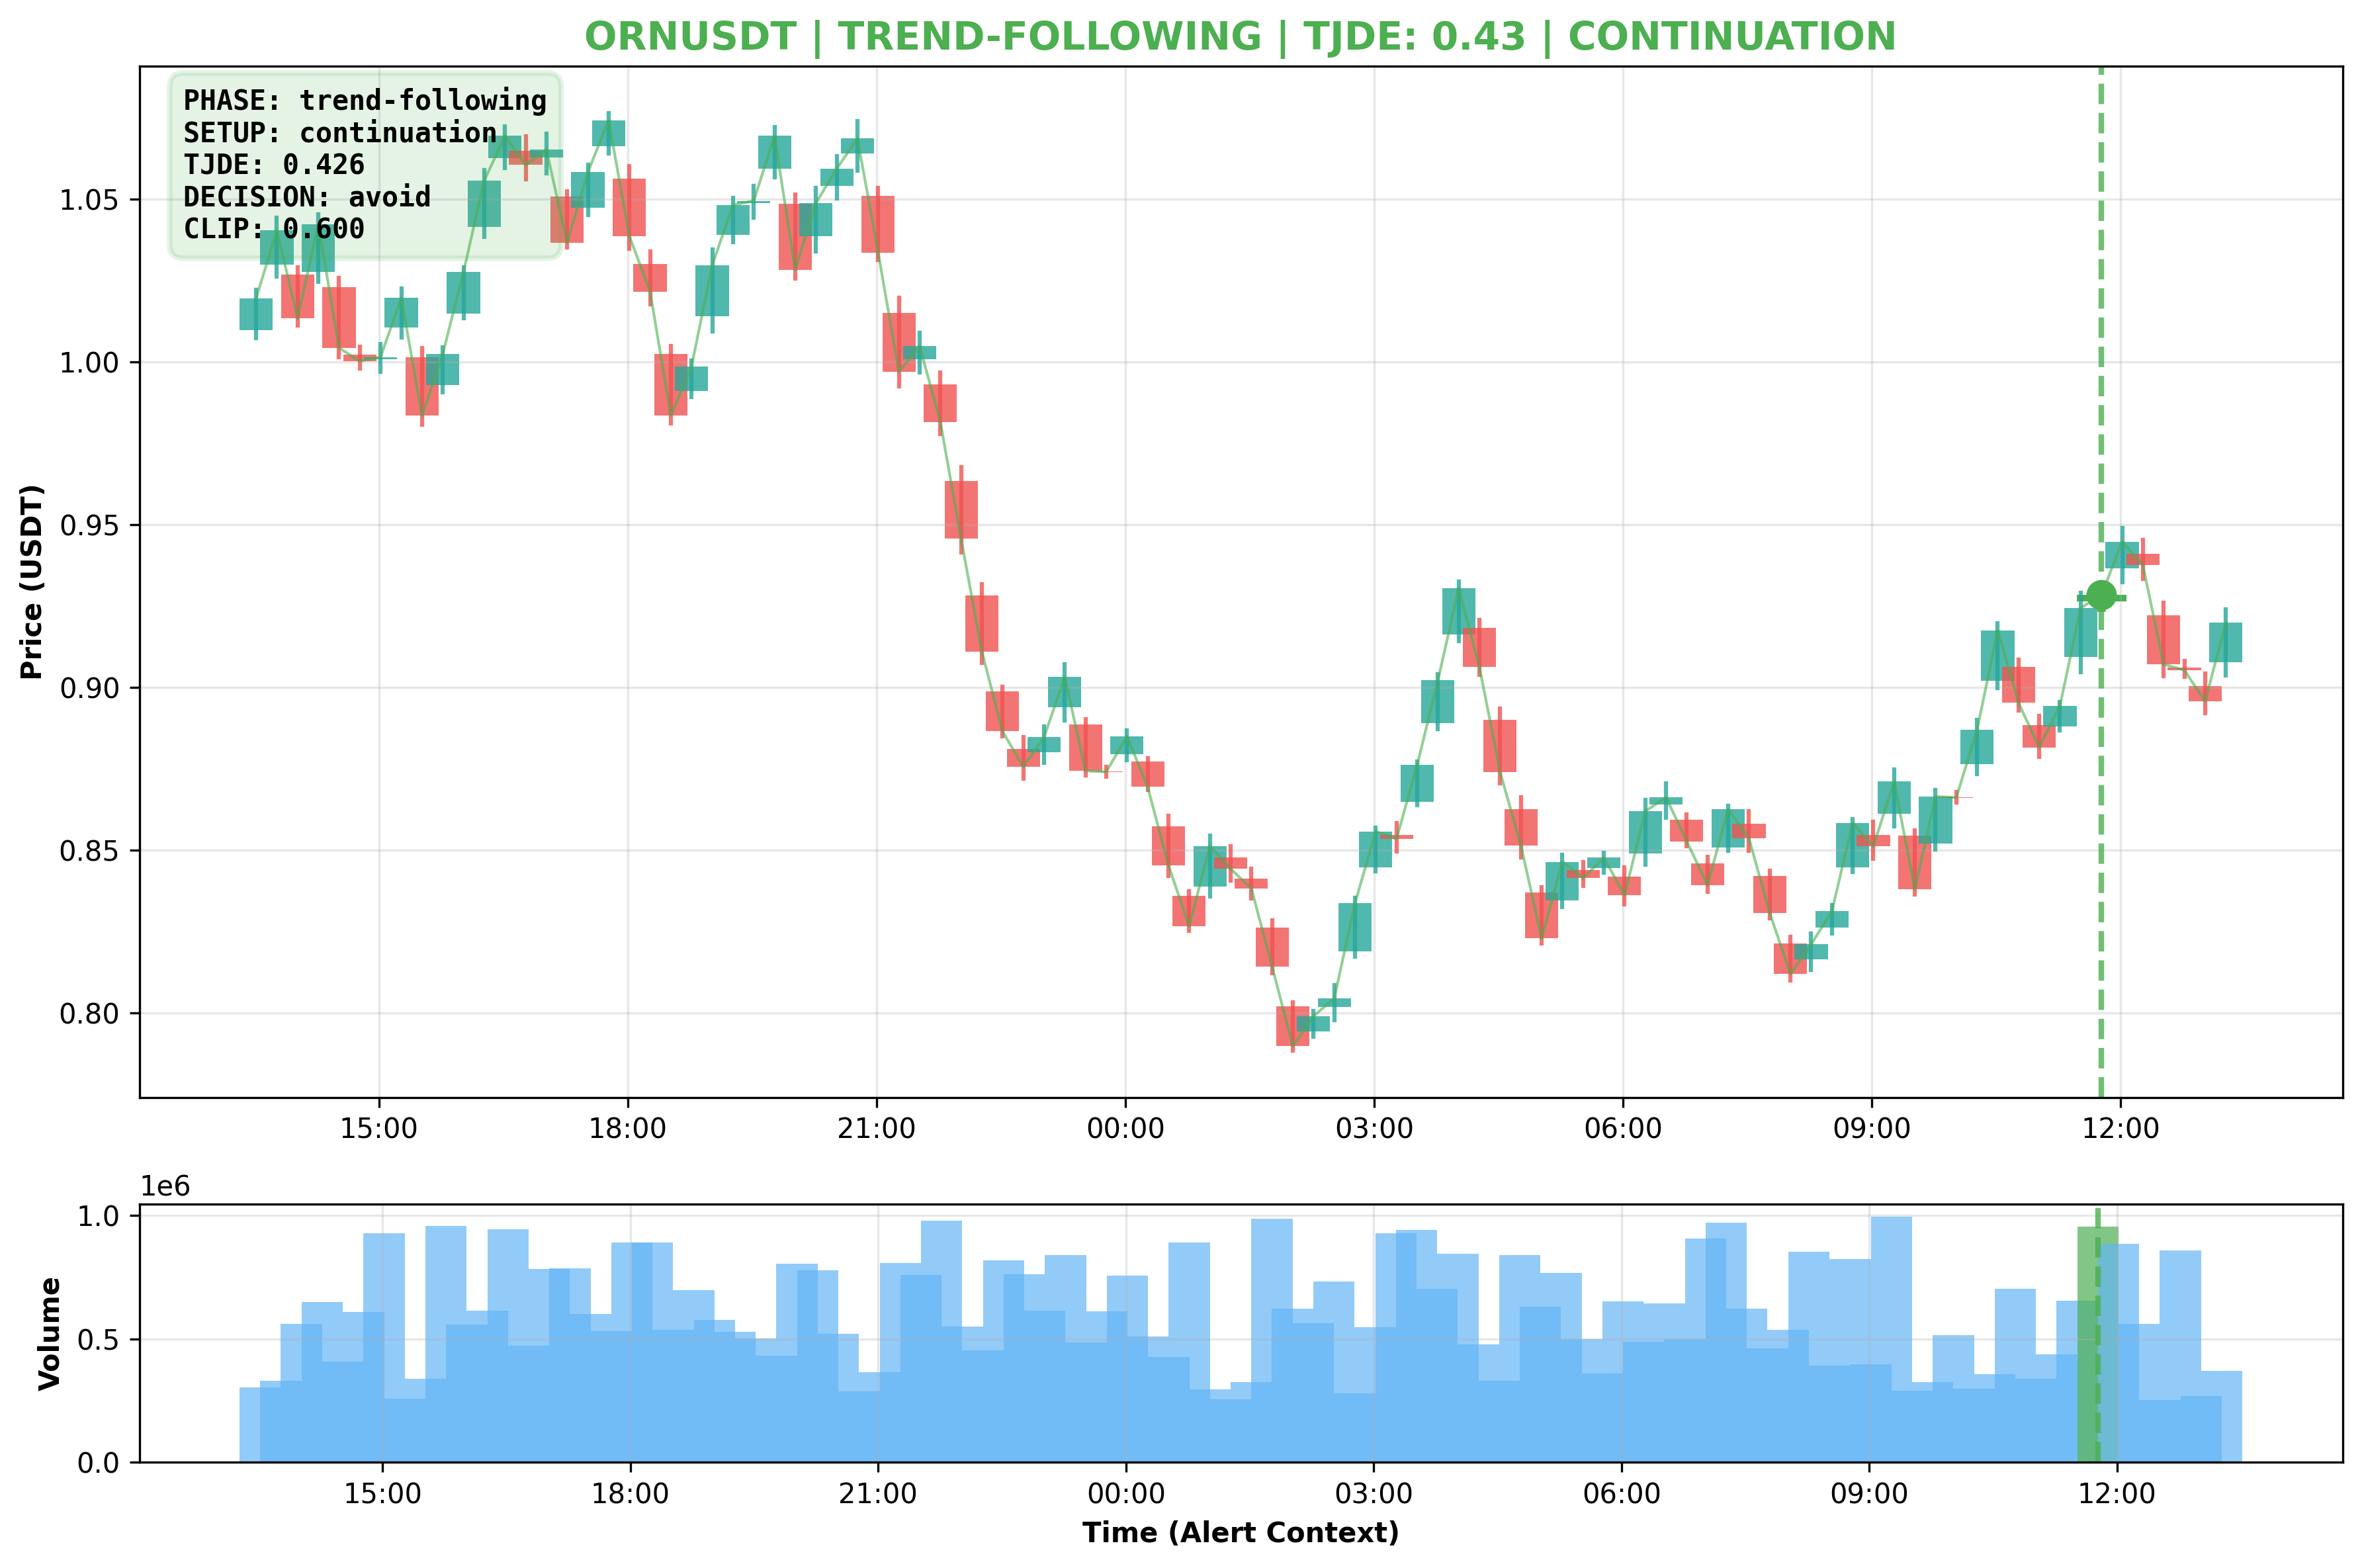 ORNUSDT | TREND-FOLLOWING | TJDE: 0.43 | CONTINUATION
PHASE: trend-following
SETUP: continuation
TJDE: 0.426
DECISION: avoid
CLIP: 0.600
Price (USDT)
1.05
1.00
0.95
0.90
0.85
0.80
15:00 18:00 21:00 00:00 03:00 06:00 09:00 12:00
1e6
Volume
1.0
0.5
0.0
15:00 18:00 21:00 00:00 03:00 06:00 09:00 12:00
Time (Alert Context)